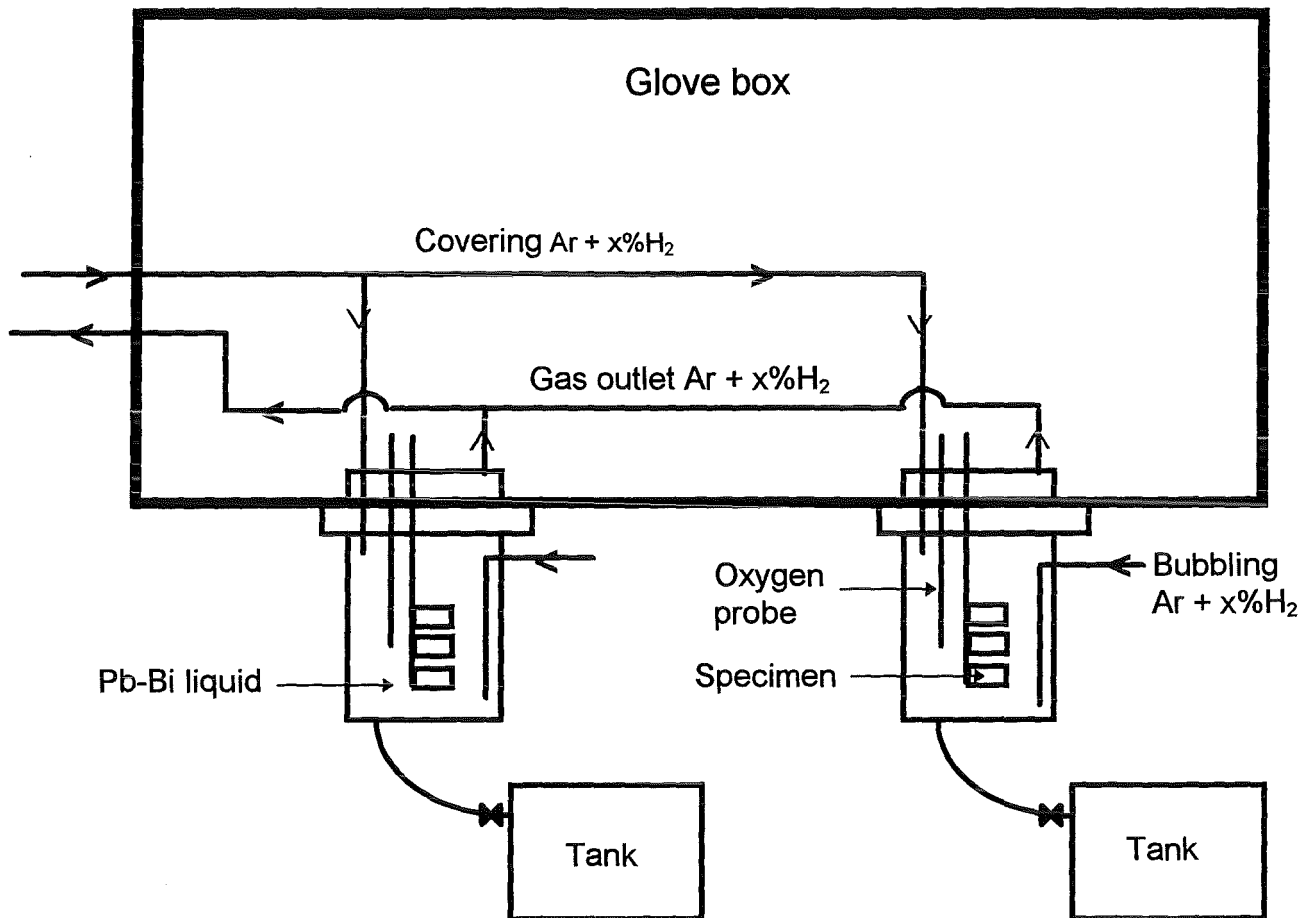 Glove box
Covering Ar + x%H₂
Gas outlet Ar + x%H₂
Oxygen
probe
Bubbling
Ar + x%H₂
Pb-Bi liquid
Specimen
Tank
Tank